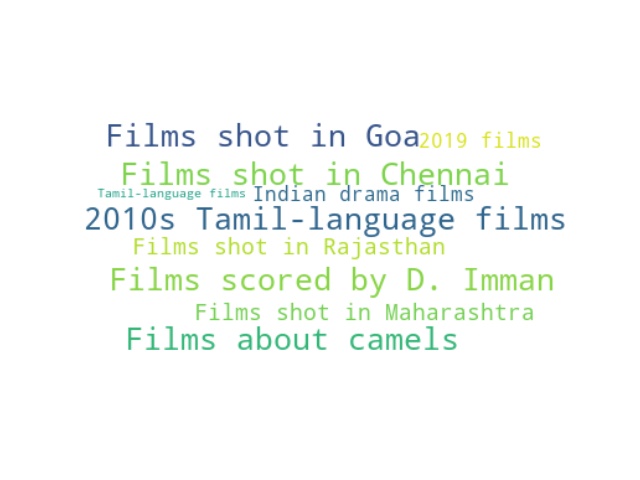 Films shot in Goa
2019 films
Films shot in Chennai
Tamil-language films
Indian drama films
2010s Tamil-language films
Films shot in Rajasthan
Films scored by D. Imman
Films shot in Maharashtra
Films about camels